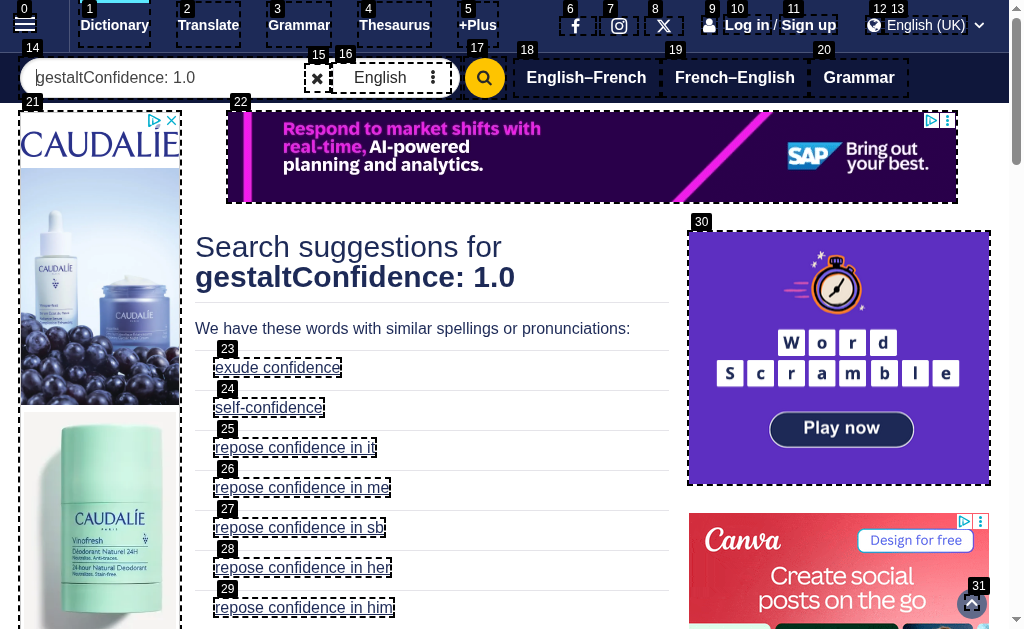 0 1 2 3 4 5 6 7 8 9 10 11 12 13
Dictionary Translate Grammar Thesaurus +Plus Log in / Sign up English (UK)
14 15 16 17 18 19 20
gestaltConfidence: 1.0 English English–French French–English Grammar
21 22
CAUDALÍE
Respond to market shifts with
real-time, AI-powered
planning and analytics.
SAP Bring out
your best.
30
Search suggestions for
gestaltConfidence: 1.0
We have these words with similar spellings or pronunciations:
23
exude confidence
24
self-confidence
25
repose confidence in it
26
repose confidence in me
27
repose confidence in sb
28
repose confidence in her
29
repose confidence in him
CAUDALÍE
CAUDALÍE
CAUDALÍE
PARIS
Vinofresh
Déodorant Naturel 24H
24-hour Natural Deodorant
Word
Scramble
Play now
Canva
Design for free
Create social
posts on the go
31